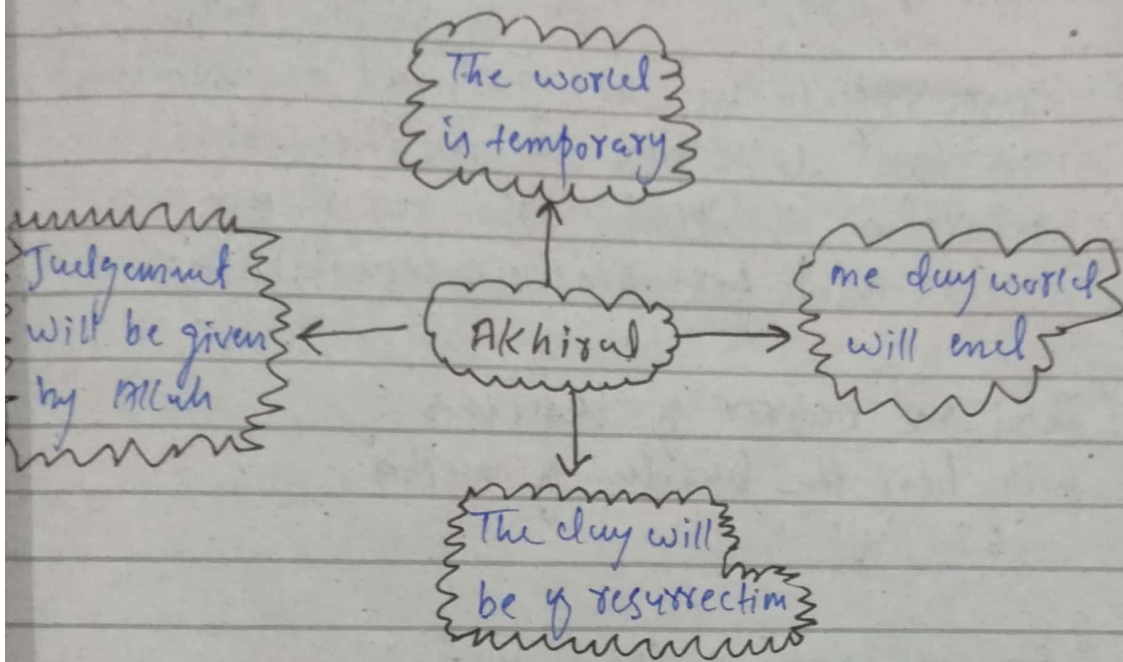 The world
is temporary
Judgement
will be given
by Allah
Akhirat
one day world
will end
The day will
be of resurrection